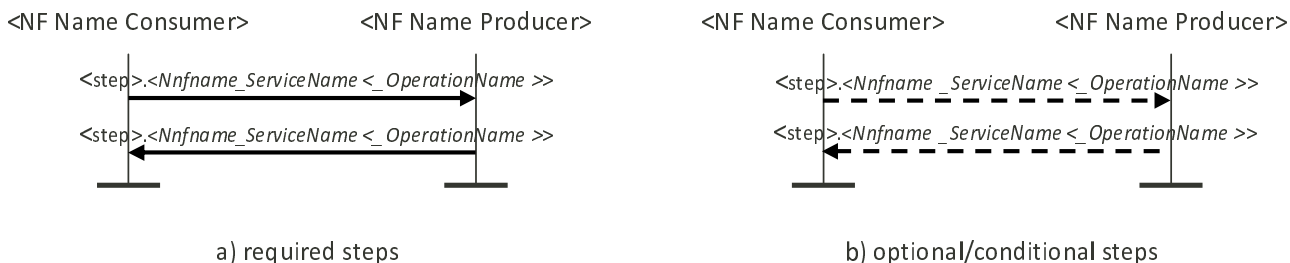 <NF Name Consumer> <NF Name Producer>
<step>.<Nnfname_ServiceName <_OperationName >>
<step>.<Nnfname_ServiceName <_OperationName >>
a) required steps
<NF Name Consumer> <NF Name Producer>
<step>.<Nnfname _ServiceName <_OperationName >>
<step>.<Nnfname _ServiceName <_OperationName >>
b) optional/conditional steps